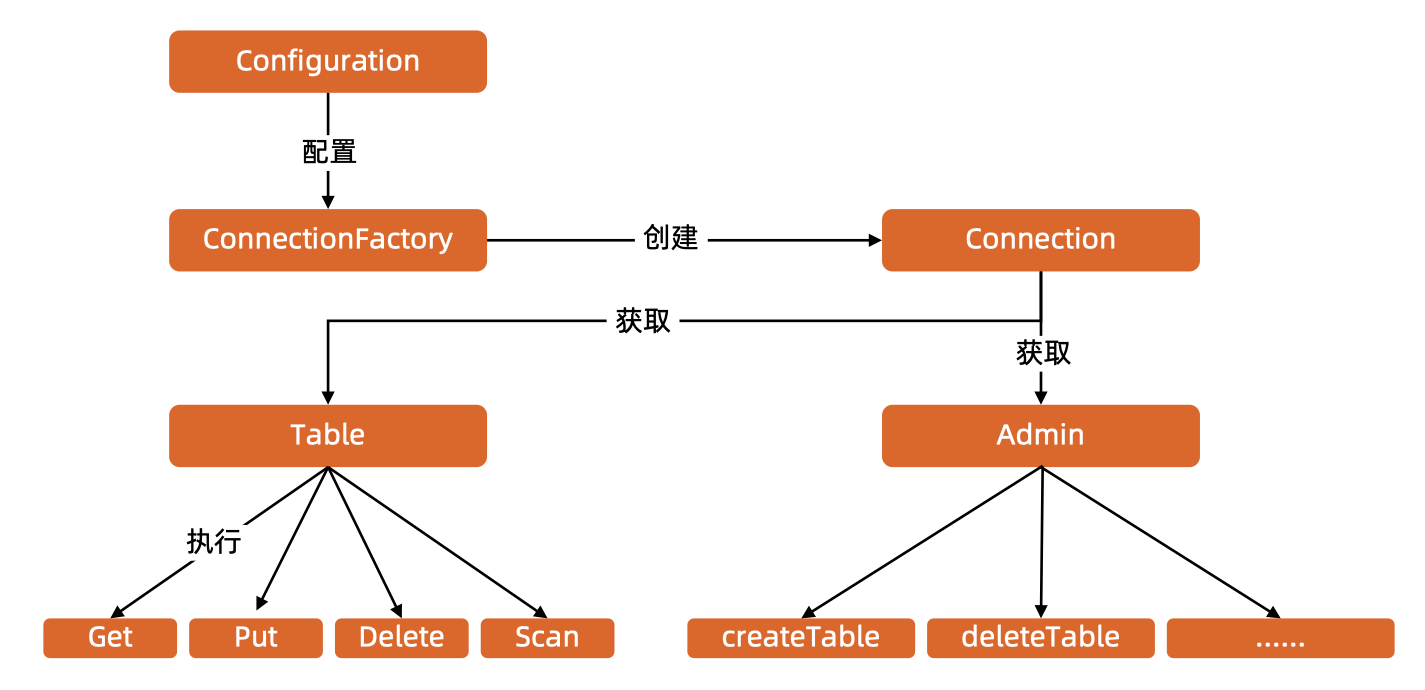 Configuration
配置
ConnectionFactory
创建
Connection
获取
获取
Table
Admin
执行
Get
Put
Delete
Scan
createTable
deleteTable
......